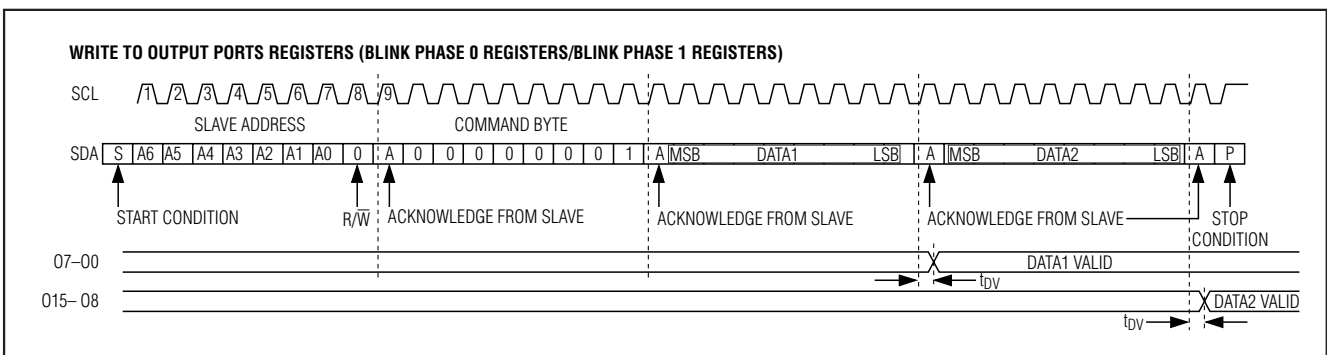 WRITE TO OUTPUT PORTS REGISTERS (BLINK PHASE 0 REGISTERS/BLINK PHASE 1 REGISTERS)
SCL 1 2 3 4 5 6 7 8 9
SLAVE ADDRESS COMMAND BYTE
SDA S A6 A5 A4 A3 A2 A1 A0 0 A 0 0 0 0 0 0 0 1 A MSB DATA1 LSB A MSB DATA2 LSB A P
START CONDITION R/W ACKNOWLEDGE FROM SLAVE ACKNOWLEDGE FROM SLAVE ACKNOWLEDGE FROM SLAVE STOP
CONDITION
07–00 DATA1 VALID
tDV
015–08 DATA2 VALID
tDV